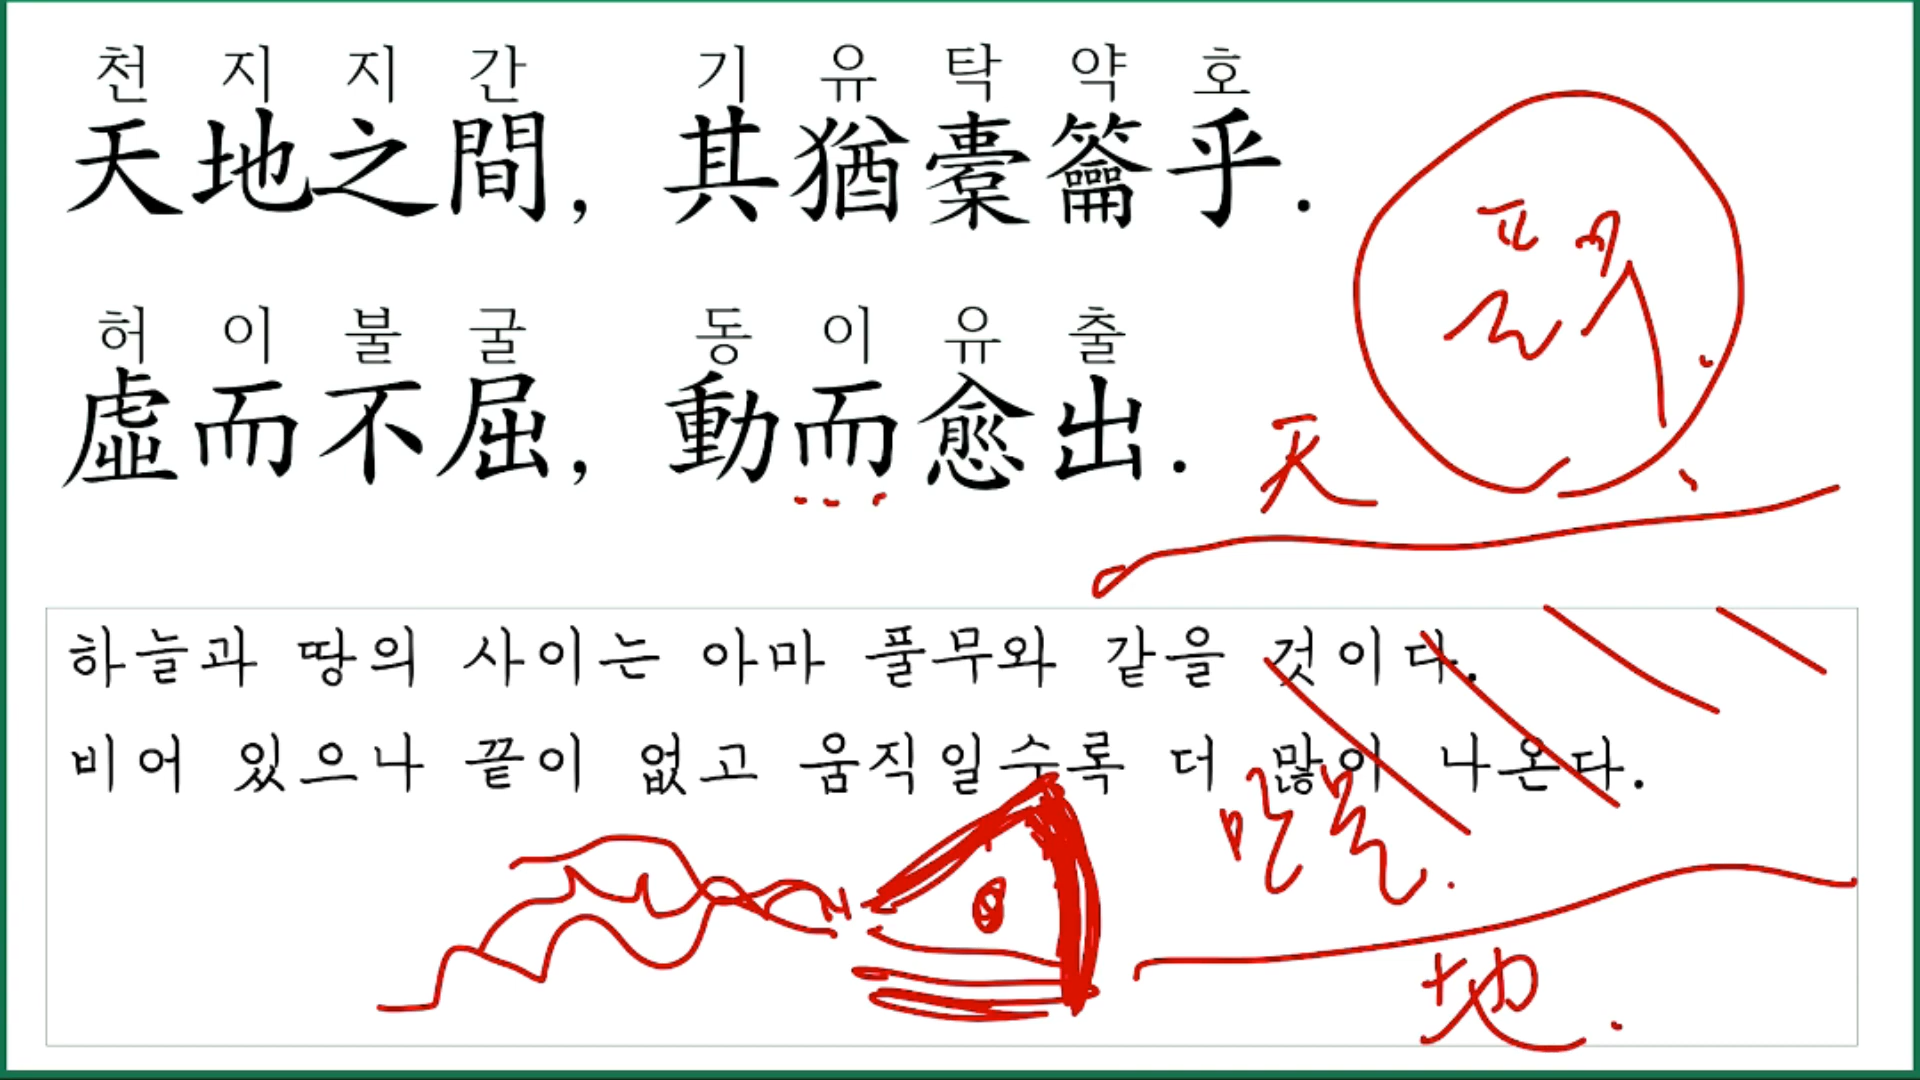 천 지 지 간 기 유 탁 약 호
天地之間, 其猶橐籥乎.
허 이 불 굴 동 이 유 출
虛而不屈, 動而愈出.
天
하늘과 땅의 사이는 아마 풀무와 같을 것이다.
비어 있으나 끝이 없고 움직일수록 더 많이 나온다.
만물.
地.